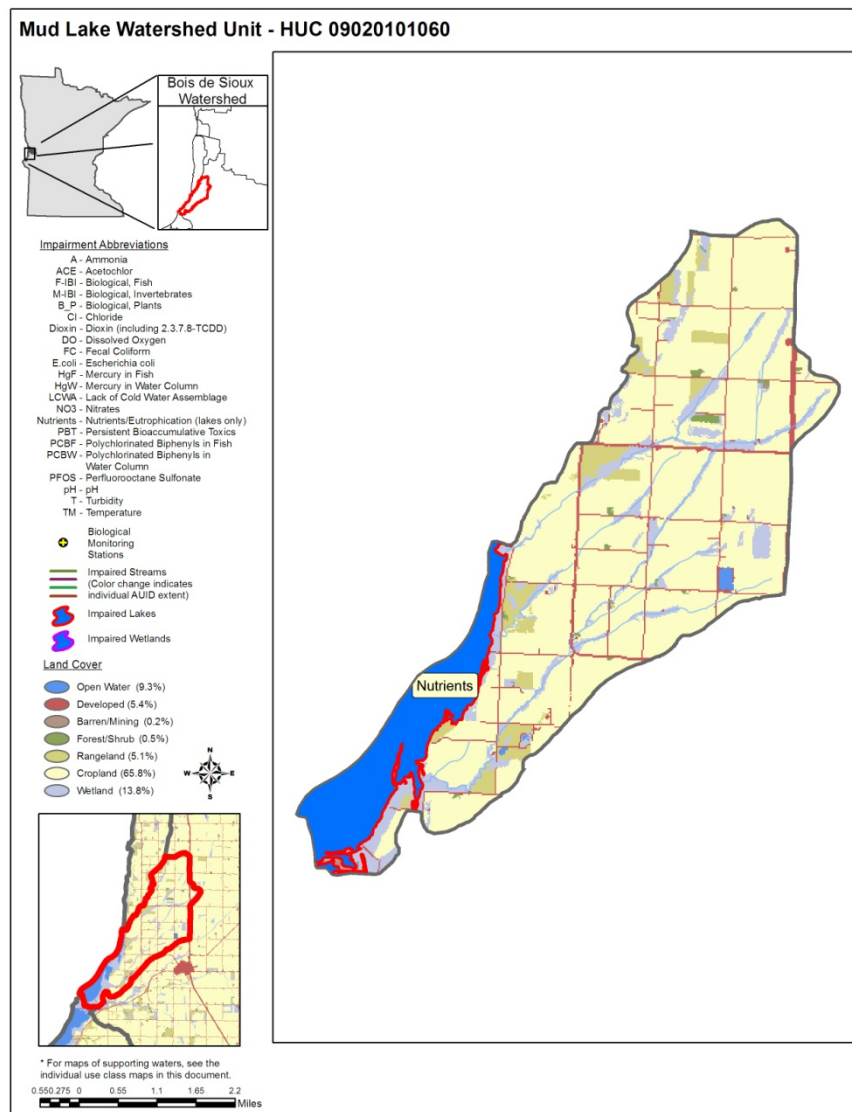 Mud Lake Watershed Unit - HUC 09020101060
Bois de Sioux
Watershed
Impairment Abbreviations
A - Ammonia
ACE - Acetochlor
F-IBI - Biological, Fish
M-IBI - Biological, Invertebrates
B_P - Biological, Plants
Cl - Chloride
Dioxin - Dioxin (including 2.3.7.8-TCDD)
DO - Dissolved Oxygen
FC - Fecal Coliform
E.coli - Escherichia coli
HgF - Mercury in Fish
HgW - Mercury in Water Column
LCWA - Lack of Cold Water Assemblage
NO3 - Nitrates
Nutrients - Nutrients/Eutrophication (lakes only)
PBT - Persistent Bioaccumulative Toxics
PCBF - Polychlorinated Biphenyls in Fish
PCBW - Polychlorinated Biphenyls in
Water Column
PFOS - Perfluorooctane Sulfonate
pH - pH
T - Turbidity
TM - Temperature
Biological
Monitoring
Stations
Impaired Streams
(Color change indicates
individual AUID extent)
Impaired Lakes
Impaired Wetlands
Land Cover
Open Water (9.3%)
Developed (5.4%)
Barren/Mining (0.2%)
Forest/Shrub (0.5%)
Rangeland (5.1%)
Cropland (65.8%)
Wetland (13.8%)
N
W E
S
Nutrients
* For maps of supporting waters, see the
individual use class maps in this document.
0.550.275 0 0.55 1.1 1.65 2.2
Miles